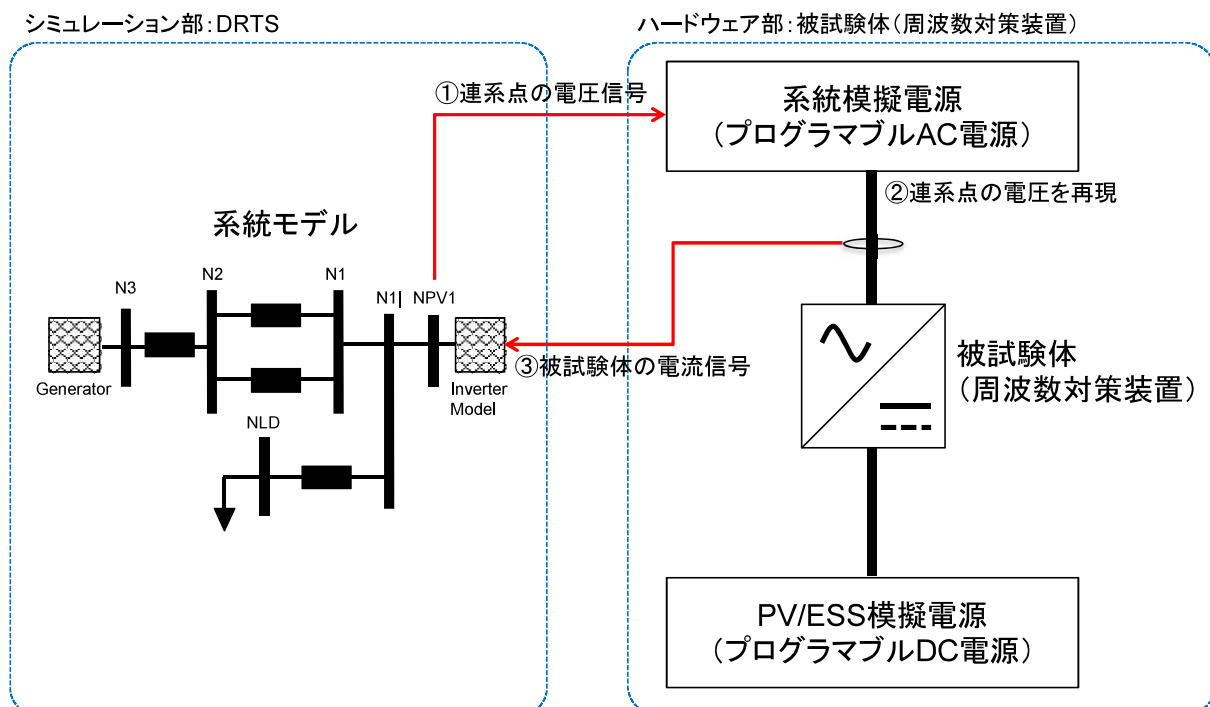 シミュレーション部:DRTS
ハードウェア部:被試験体(周波数対策装置)
①連系点の電圧信号
系統模擬電源
(プログラマブルAC電源)
②連系点の電圧を再現
系統モデル
N3
N2
N1
N1|
NPV1
③被試験体の電流信号
Generator
Inverter
Model
NLD
被試験体
(周波数対策装置)
PV/ESS模擬電源
(プログラマブルDC電源)